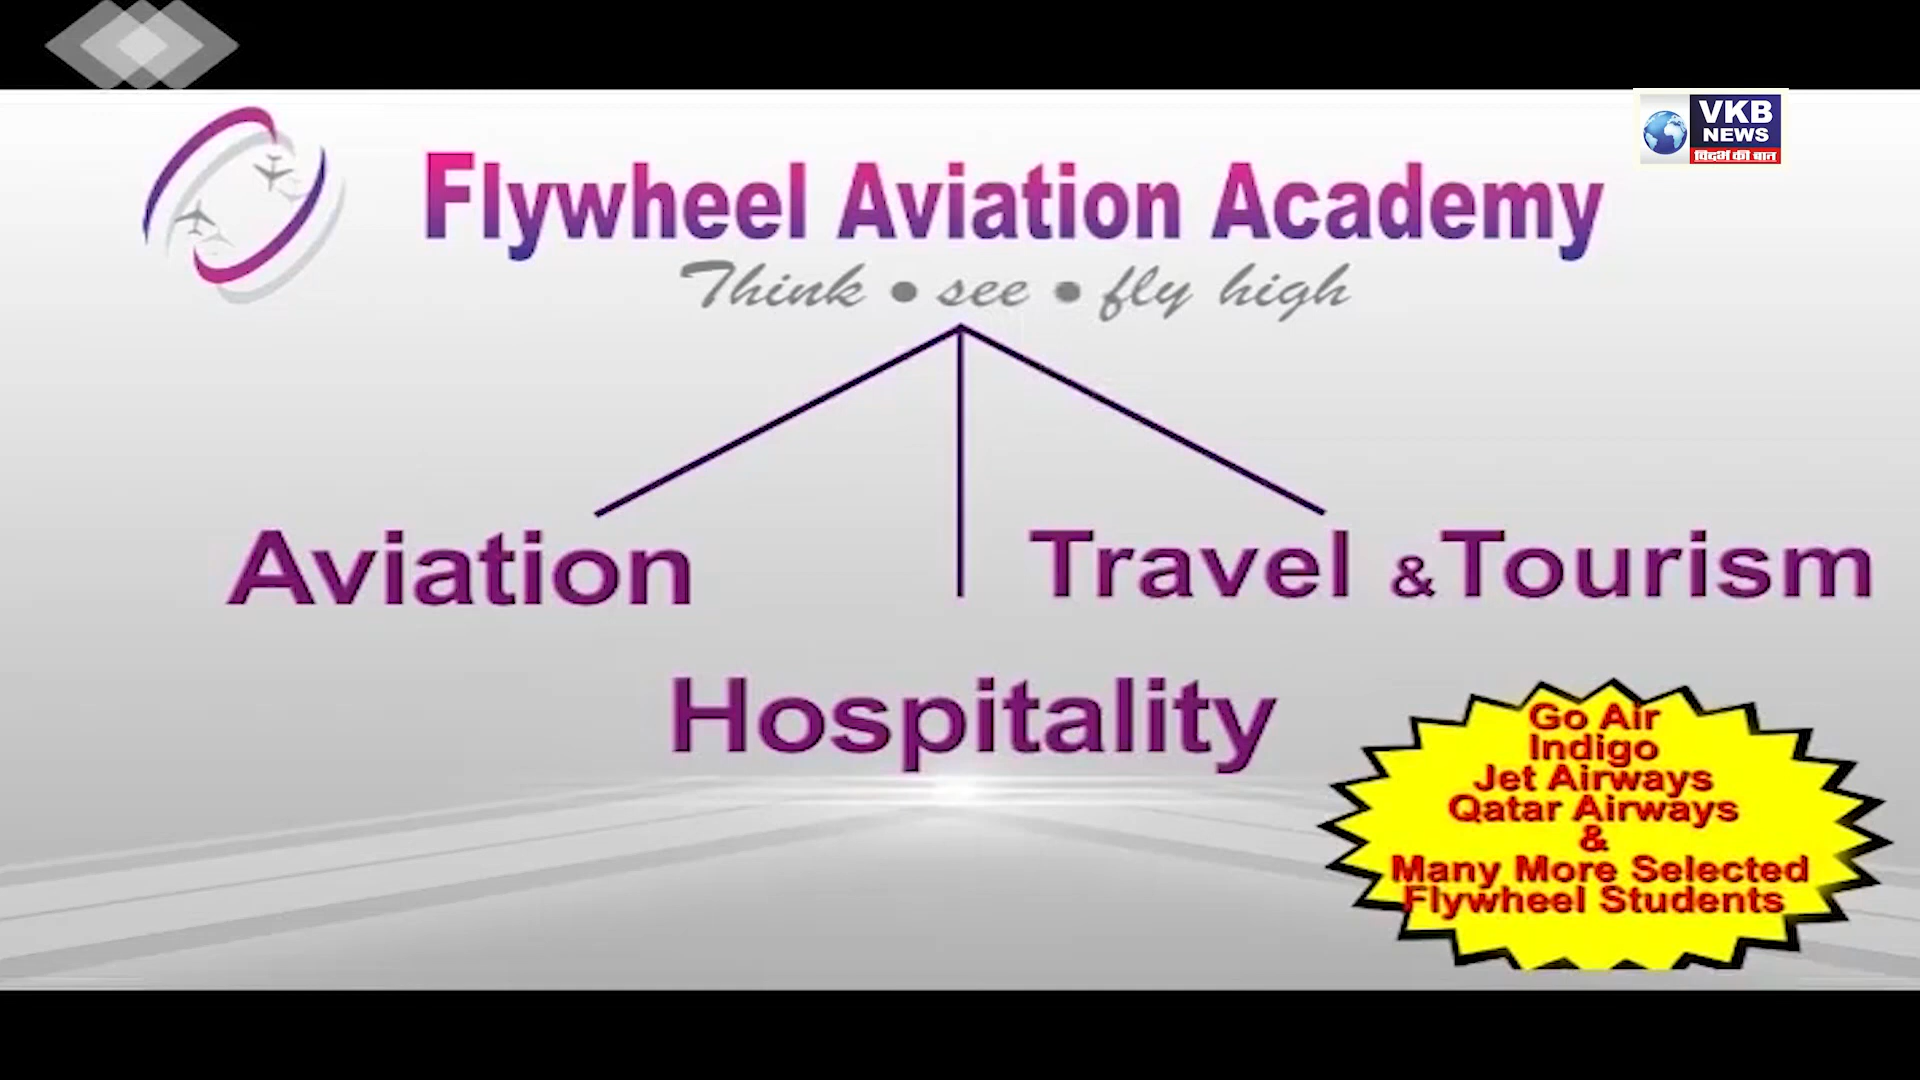 VKB
NEWS
विदर्भ की बात
Flywheel Aviation Academy
Think • see • fly high
Aviation
Travel & Tourism
Hospitality
Go Air
Indigo
Jet Airways
Qatar Airways
&
Many More Selected
Flywheel Students